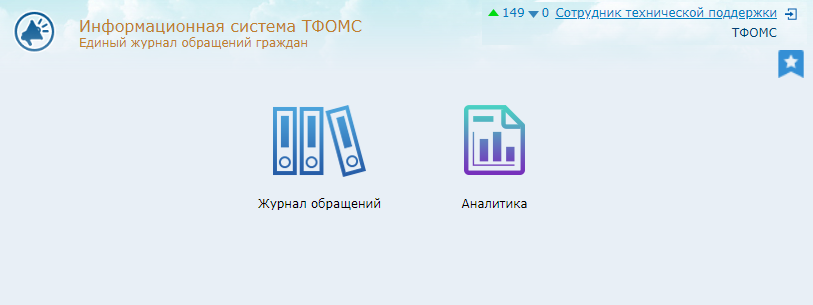 Информационная система ТФОМС
Единый журнал обращений граждан
149 0 Сотрудник технической поддержки
ТФОМС
Журнал обращений
Аналитика